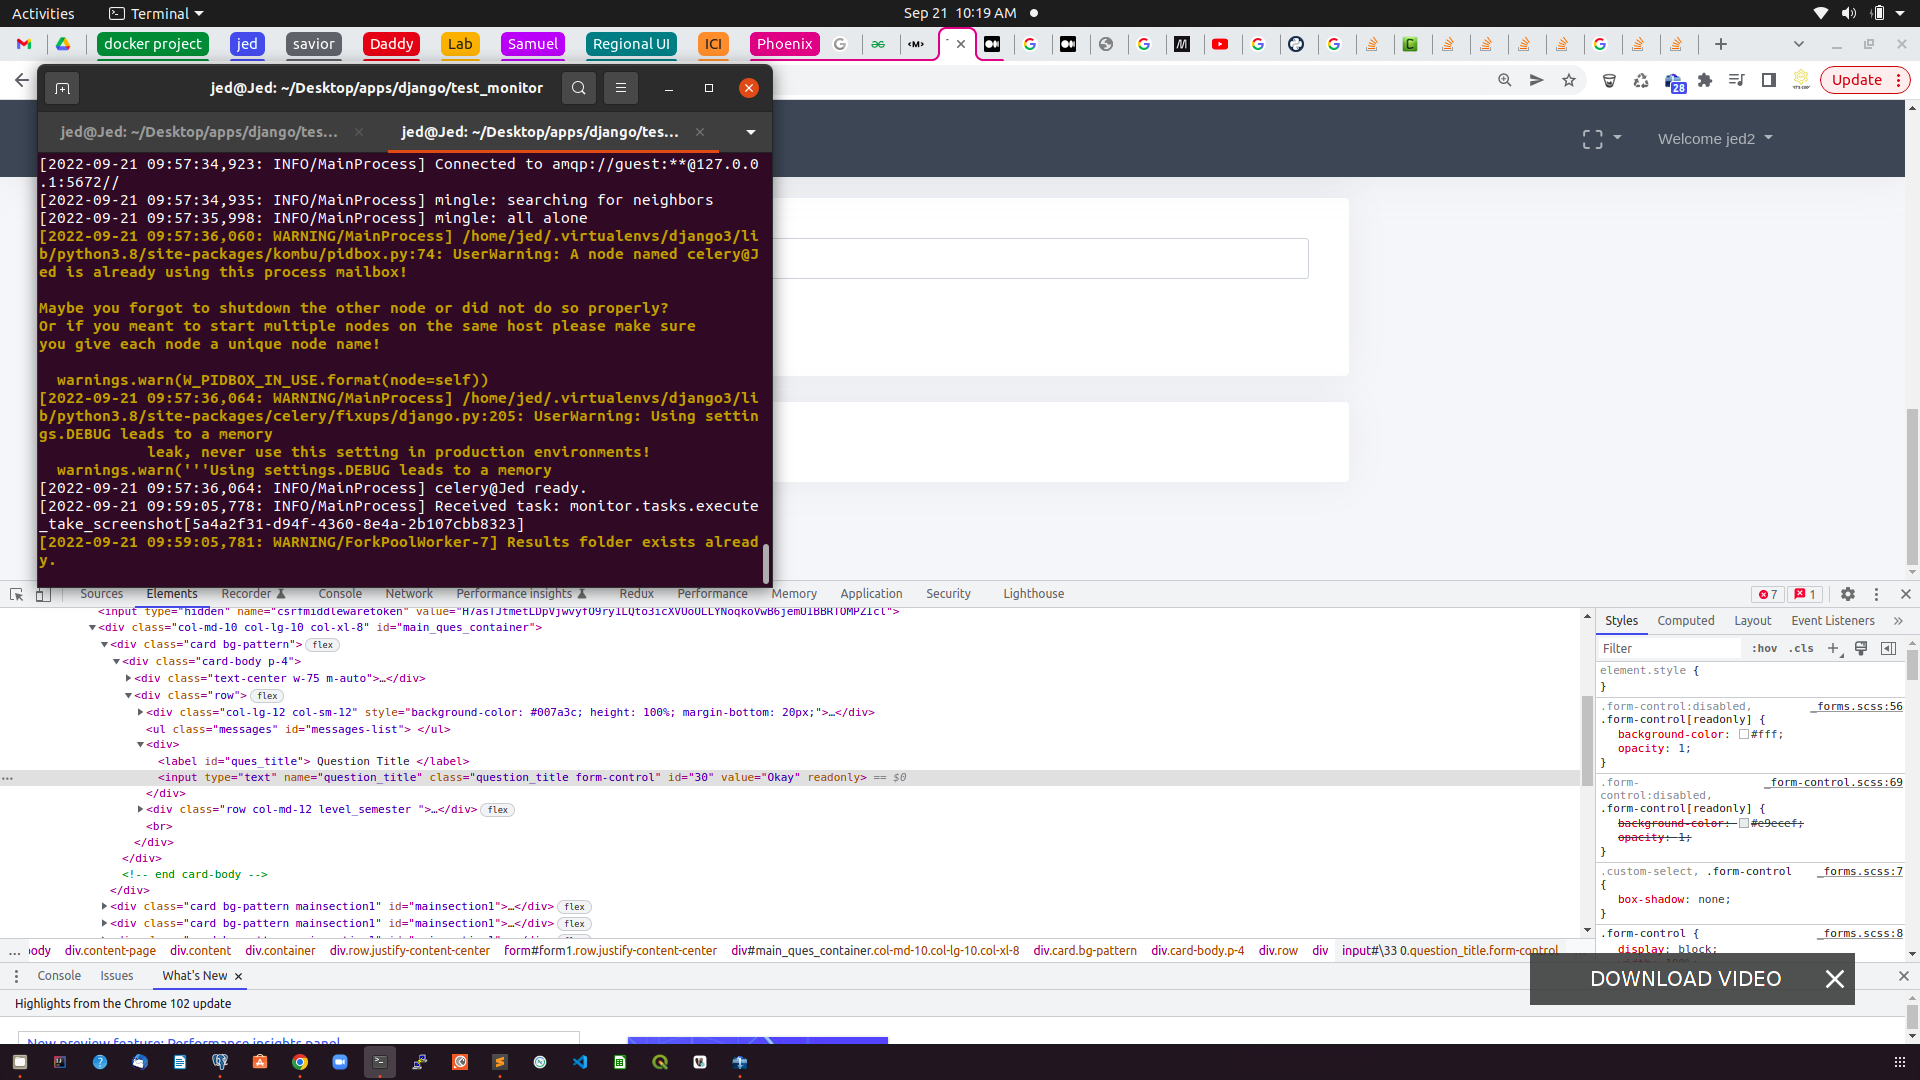 Activities
Terminal
Sep 21 10:19 AM
docker project
jed
savior
Daddy
Lab
Samuel
Regional UI
ICI
Phoenix
28
Update
jed@Jed: ~/Desktop/apps/django/test_monitor
jed@Jed: ~/Desktop/apps/django/tes...
jed@Jed: ~/Desktop/apps/django/tes...
Welcome jed2
[2022-09-21 09:57:34,923: INFO/MainProcess] Connected to amqp://guest:**@127.0.0
.1:5672//
[2022-09-21 09:57:34,935: INFO/MainProcess] mingle: searching for neighbors
[2022-09-21 09:57:35,998: INFO/MainProcess] mingle: all alone
[2022-09-21 09:57:36,060: WARNING/MainProcess] /home/jed/.virtualenvs/django3/li
b/python3.8/site-packages/kombu/pidbox.py:74: UserWarning: A node named celery@J
ed is already using this process mailbox!
Maybe you forgot to shutdown the other node or did not do so properly?
Or if you meant to start multiple nodes on the same host please make sure
you give each node a unique node name!
warnings.warn(W_PIDBOX_IN_USE.format(node=self))
[2022-09-21 09:57:36,064: WARNING/MainProcess] /home/jed/.virtualenvs/django3/li
b/python3.8/site-packages/celery/fixups/django.py:205: UserWarning: Using settin
gs.DEBUG leads to a memory
leak, never use this setting in production environments!
warnings.warn('''Using settings.DEBUG leads to a memory
[2022-09-21 09:57:36,064: INFO/MainProcess] celery@Jed ready.
[2022-09-21 09:59:05,778: INFO/MainProcess] Received task: monitor.tasks.execute
_take_screenshot[5a4a2f31-d94f-4360-8e4a-2b107cbb8323]
[2022-09-21 09:59:05,781: WARNING/ForkPoolWorker-7] Results folder exists alread
y.
Sources Elements Recorder Console Network Performance insights Redux Performance Memory Application Security Lighthouse
7
1
<input type="hidden" name="csrfmiddlewaretoken"
<div class="col-md-10 col-lg-10 col-xl-8" id="main_ques_container">
<div class="card bg-pattern> flex
<div class="card-body p-4">
<div class="text-center w-75 m-auto">…</div>
<div class="row"> flex
<div class="col-lg-12 col-sm-12" style="background-color: #007a3c; height: 100%; margin-bottom: 20px;">…</div>
<ul class="messages" id="messages-list"> </ul>
<div>
<label id="ques_title"> Question Title </label>
<input type="text" name="question_title" class="question_title form-control" id="30" value="Okay" readonly> == $0
</div>
<div class="row col-md-12 level_semester ">…</div> flex
<br>
</div>
</div>
<!-- end card-body -->
</div>
<div class="card bg-pattern mainsection1" id="mainsection1">…</div> flex
<div class="card bg-pattern mainsection1" id="mainsection1">…</div> flex
... body div.content-page div.content div.container div.row.justify-content-center form#form1.row.justify-content-center div#main_ques_container.col-md-10.col-lg-10.col-xl-8 div.card.bg-pattern div.card-body.p-4 div.row div input#\33 0.question_title.form-control
Styles Computed Layout Event Listeners »
Filter
:hov .cls +
element.style {
}
.form-control:disabled, _forms.scss:56
.form-control[readonly] {
background-color: #fff;
opacity: 1;
}
.form- _form-control.scss:69
control:disabled,
.form-control[readonly] {
background-color: #e9ecef;
opacity: 1;
}
.custom-select, .form-control _forms.scss:7
{
box-shadow: none;
}
.form-control { _forms.scss:8
display: block;
Console Issues What's New
Highlights from the Chrome 102 update
New preview feature: Performance insights panel
DOWNLOAD VIDEO